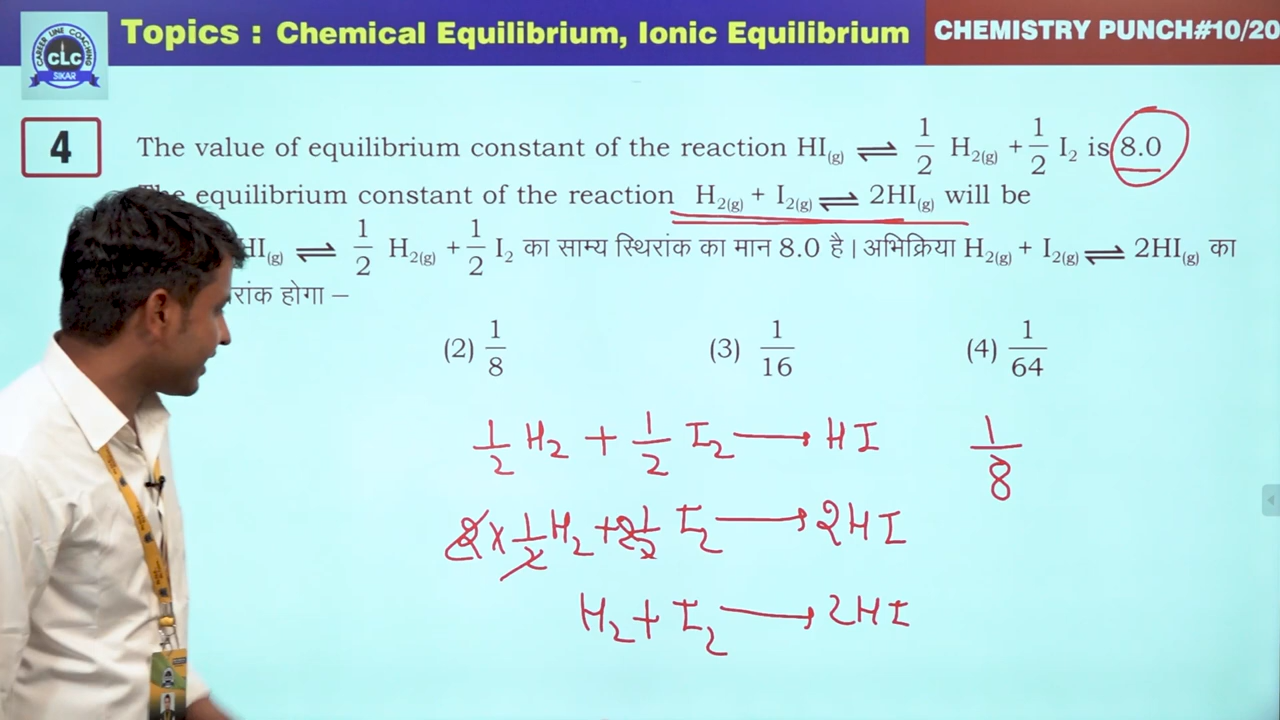 CAREER LINE COACHING
CLC
SIKAR
Topics : Chemical Equilibrium, Ionic Equilibrium
CHEMISTRY PUNCH#10/20
4
The value of equilibrium constant of the reaction HI(g) ⇌ 1/2 H2(g) + 1/2 I2 is 8.0
equilibrium constant of the reaction H2(g) + I2(g) ⇌ 2HI(g) will be
HI(g) ⇌ 1/2 H2(g) + 1/2 I2 का साम्य स्थिरांक का मान 8.0 है। अभिक्रिया H2(g) + I2(g) ⇌ 2HI(g) का
रांक होगा –
(2) 1/8 (3) 1/16 (4) 1/64
1/2 H2 + 1/2 I2 → HI 1/8
2 x 1/2 H2 + 2 1/2 I2 → 2HI
H2 + I2 → 2HI
CLC